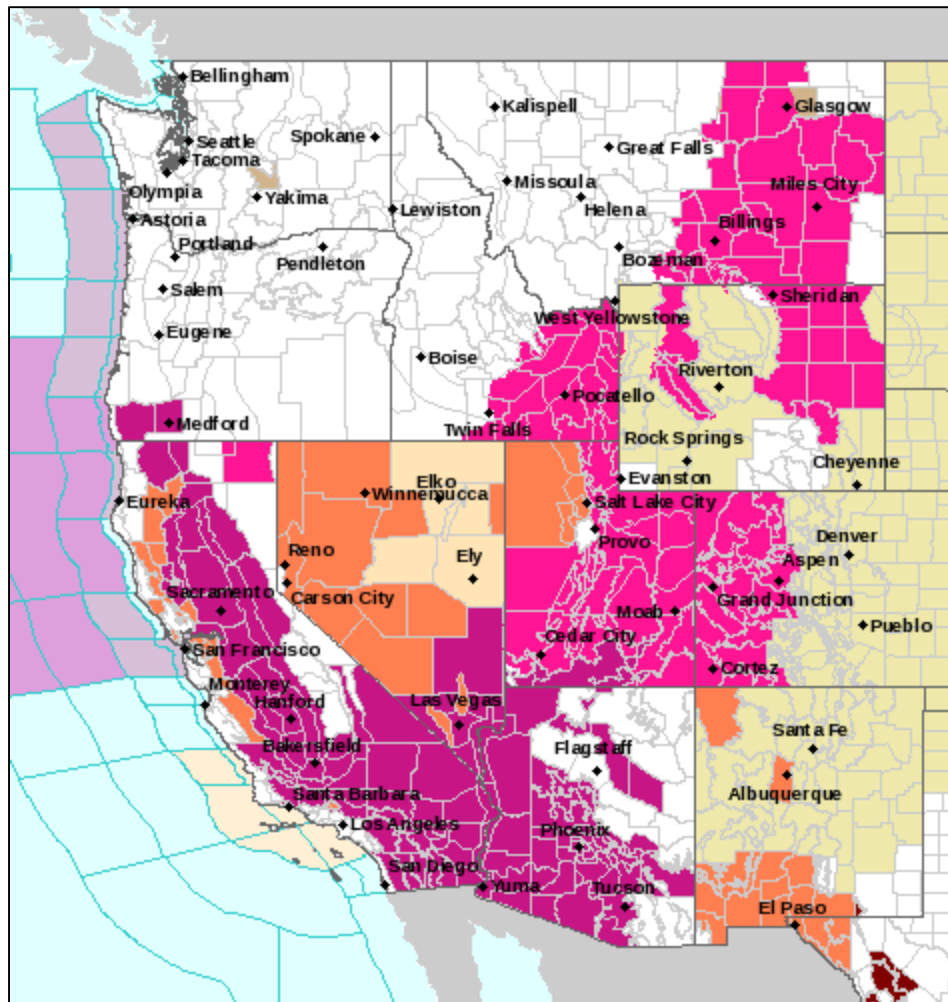 Bellingham
Kalispell
Glasgow
Spokane
Seattle
Great Falls
Tacoma
Olympia
Missoula
Miles City
Yakima
Helena
Lewiston
Astoria
Billings
Portland
Pendleton
Bozeman
Salem
Sheridan
West Yellowstone
Eugene
Boise
Riverton
Pocatello
Medford
Twin Falls
Rock Springs
Cheyenne
Evanston
Elko
Winnemucca
Eureka
Salt Lake City
Reno
Provo
Denver
Ely
Aspen
Sacramento
Carson City
Grand Junction
Moab
Pueblo
Cedar City
San Francisco
Cortez
Monterey
Hanford
Las Vegas
Santa Fe
Bakersfield
Flagstaff
Albuquerque
Santa Barbara
Los Angeles
Phoenix
San Diego
Yuma
Tucson
El Paso